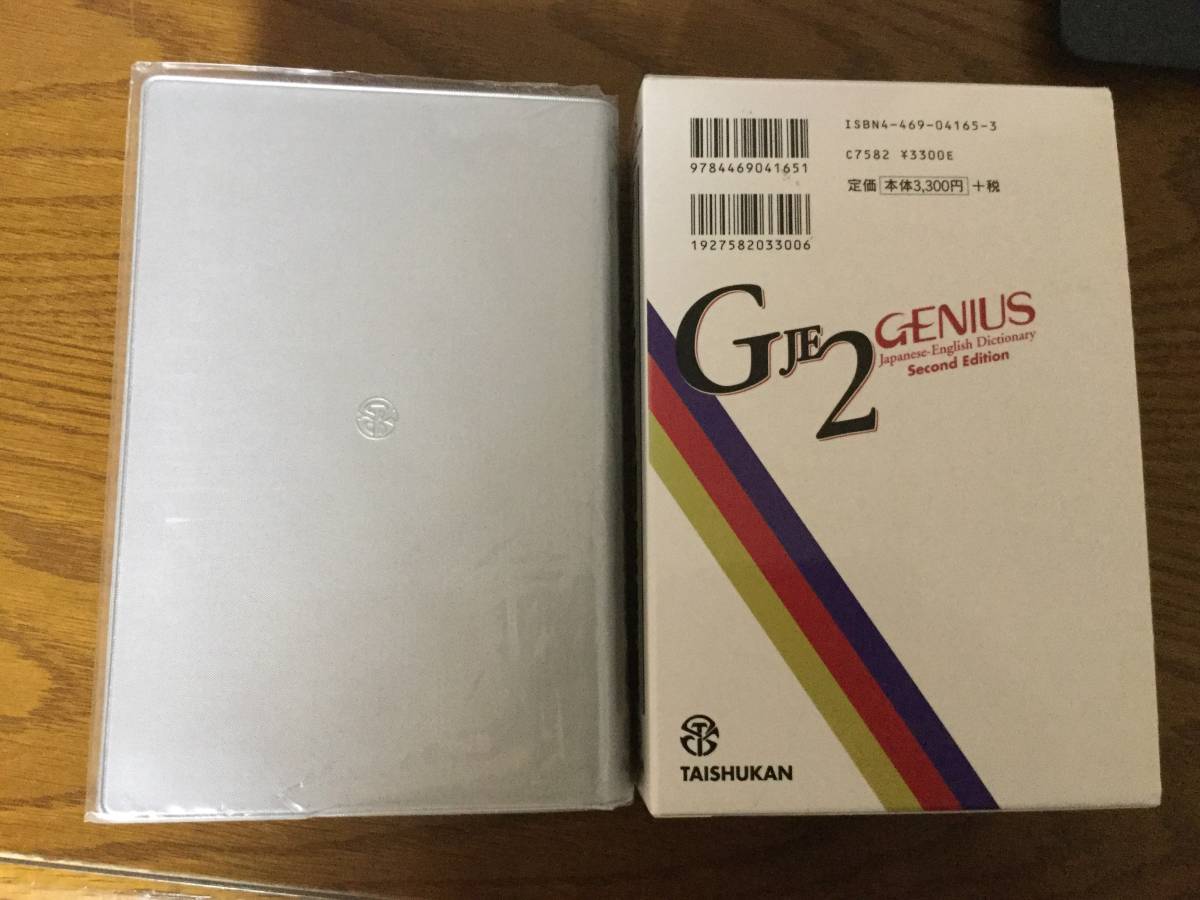 9784469041651
1927582033006
ISBN4-469-04165-3
C7582 ¥3300E
定価 本体3,300円 +税
GJE2
GENIUS
Japanese-English Dictionary
Second Edition
TAISHUKAN